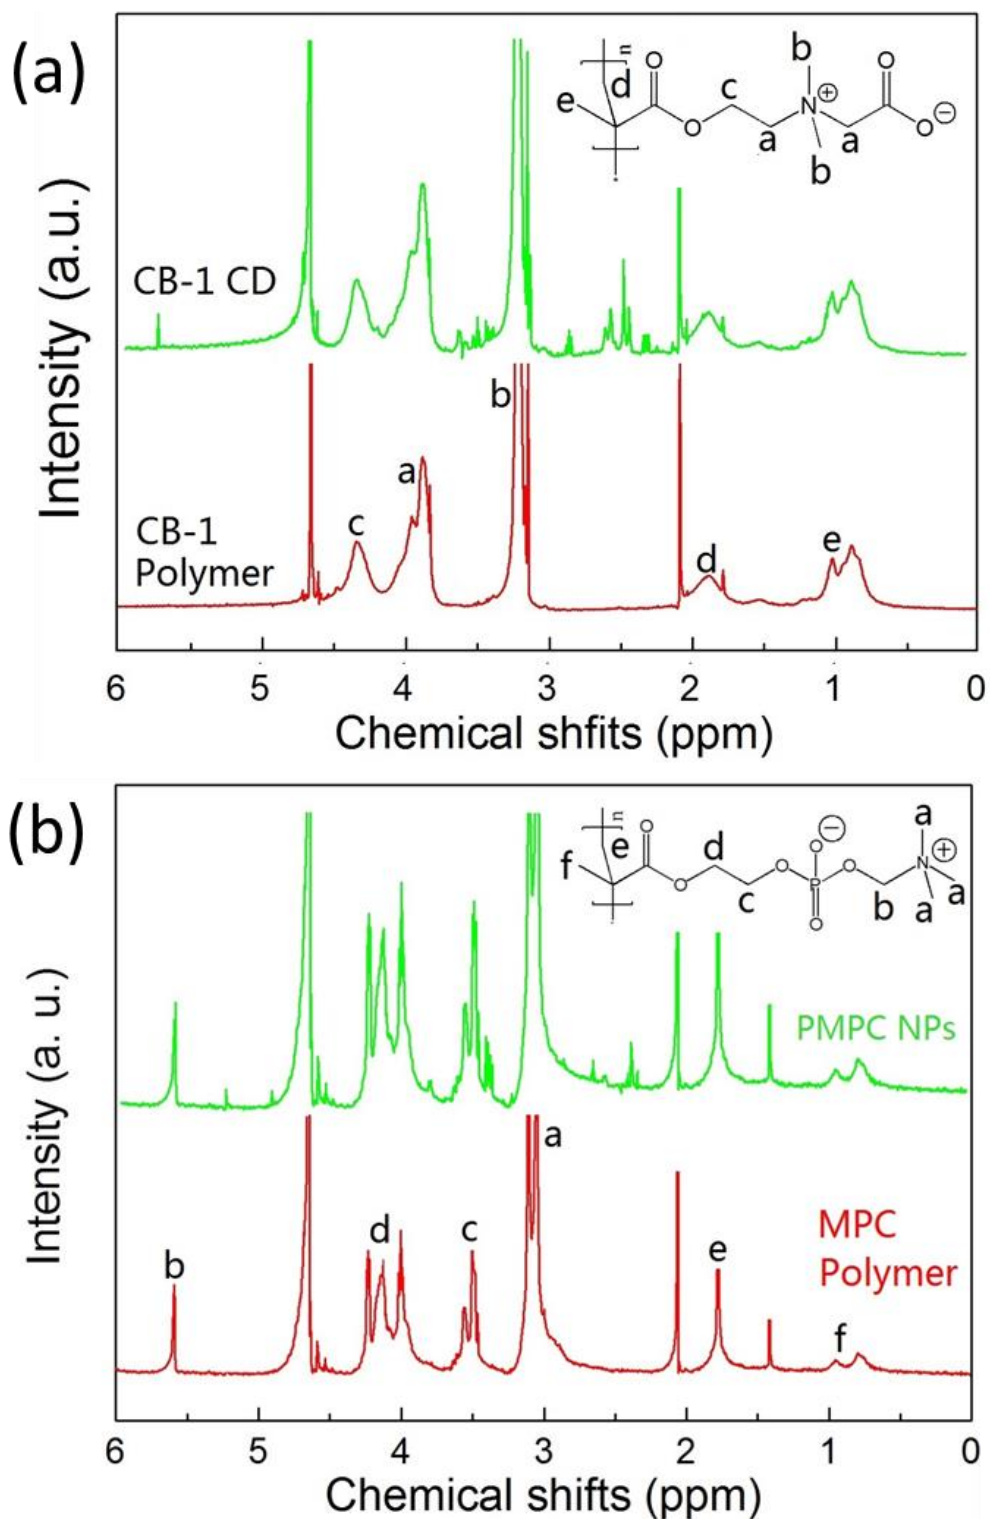 (a)
Intensity (a.u.)
n
d
e
O
O
c
a
b
N
⊕
b
a
O
O
⊖
CB-1 CD
CB-1
Polymer
c
a
b
d
e
6 5 4 3 2 1 0
Chemical shfits (ppm)
(b)
Intensity (a. u.)
n
e
f
O
O
d
c
O
O
⊖
P
O
O
b
a
N
⊕
a
a
PMPC NPs
MPC
Polymer
b
d
c
a
e
f
6 5 4 3 2 1 0
Chemical shifts (ppm)